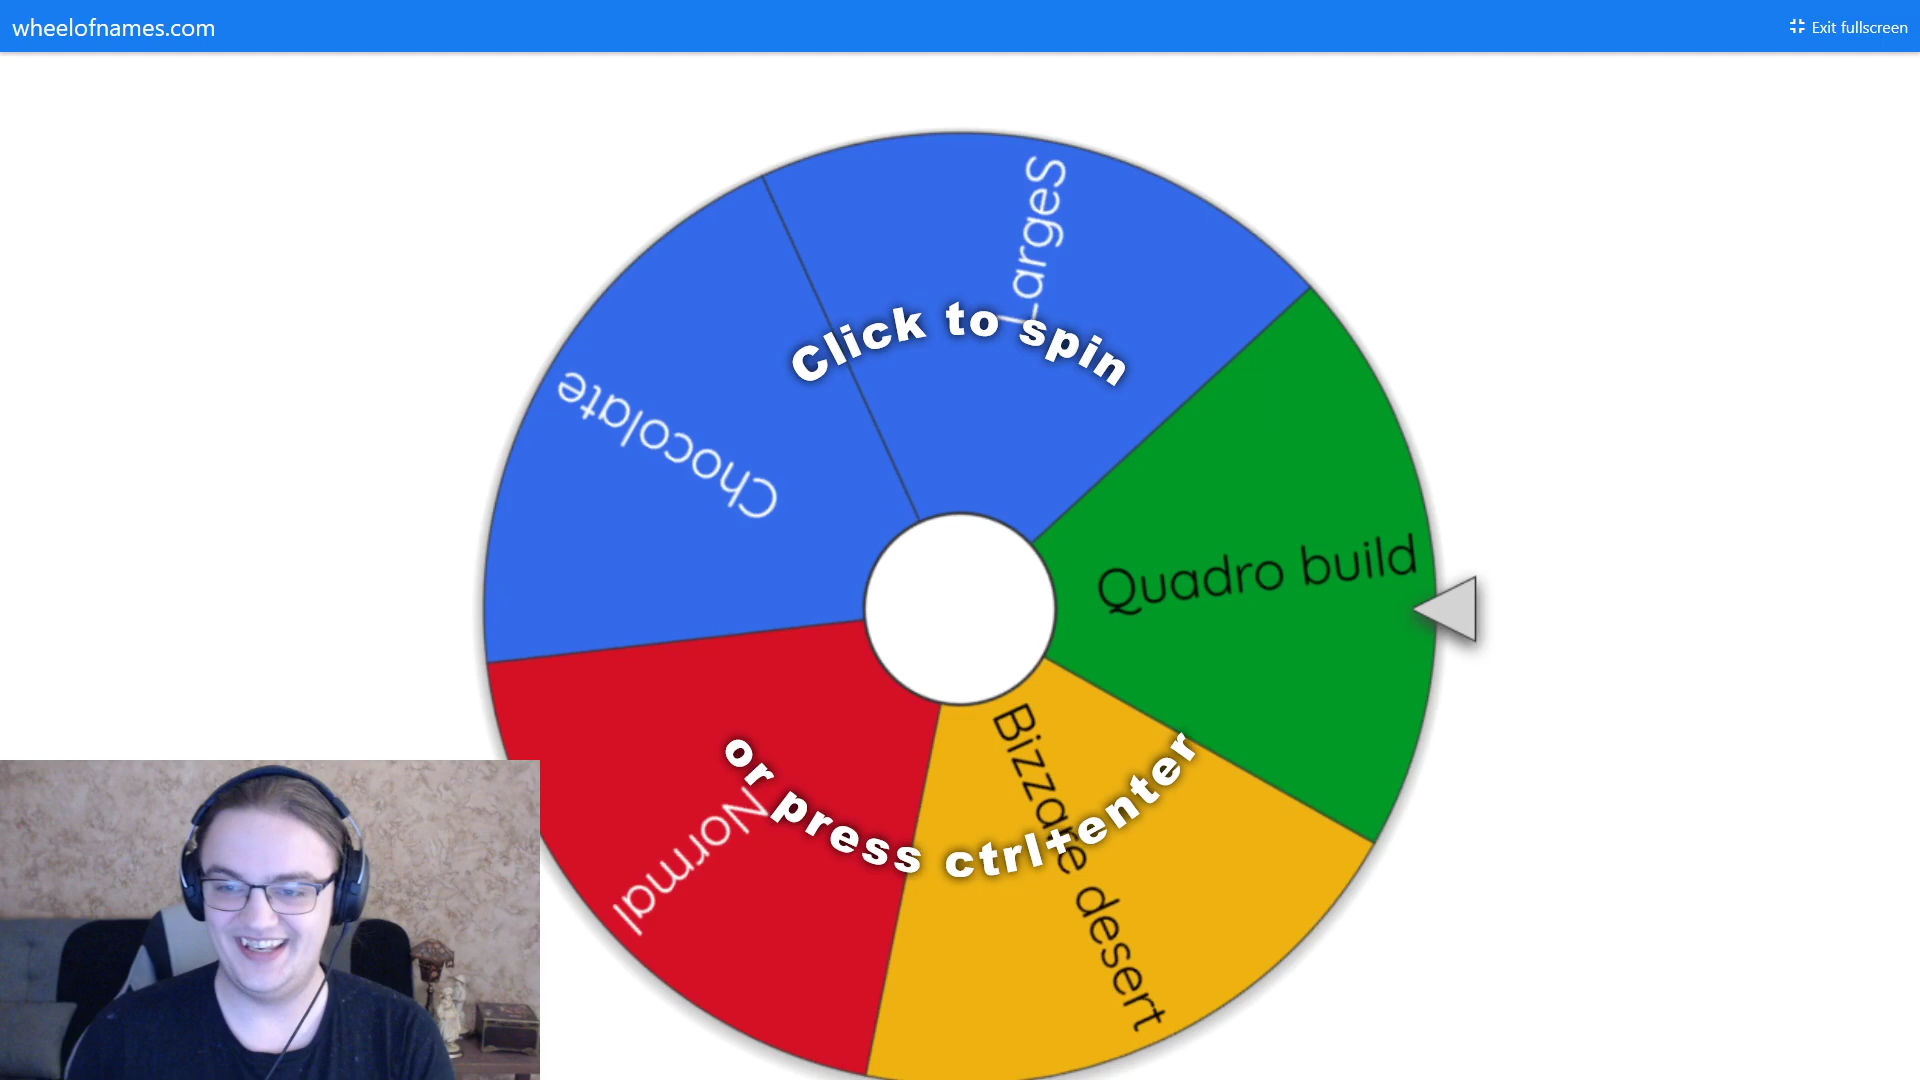 wheelofnames.com
Exit fullscreen
LargeS
Click to spin
Chocolate
Quadro build
Bizzare desert
or press ctrl+enter
Normal